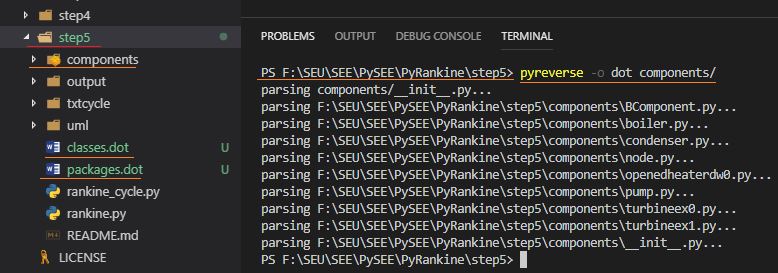 step4
step5
components
output
txtcycle
uml
classes.dot U
packages.dot U
rankine_cycle.py
rankine.py
README.md
LICENSE
PROBLEMS OUTPUT DEBUG CONSOLE TERMINAL
PS F:\SEU\SEE\PySEE\PyRankine\step5> pyreverse -o dot components/
parsing components/__init__.py...
parsing F:\SEU\SEE\PySEE\PyRankine\step5\components\BComponent.py...
parsing F:\SEU\SEE\PySEE\PyRankine\step5\components\boiler.py...
parsing F:\SEU\SEE\PySEE\PyRankine\step5\components\condenser.py...
parsing F:\SEU\SEE\PySEE\PyRankine\step5\components\node.py...
parsing F:\SEU\SEE\PySEE\PyRankine\step5\components\openedheaterdw0.py...
parsing F:\SEU\SEE\PySEE\PyRankine\step5\components\pump.py...
parsing F:\SEU\SEE\PySEE\PyRankine\step5\components\turbineex0.py...
parsing F:\SEU\SEE\PySEE\PyRankine\step5\components\turbineex1.py...
parsing F:\SEU\SEE\PySEE\PyRankine\step5\components\__init__.py...
PS F:\SEU\SEE\PySEE\PyRankine\step5>